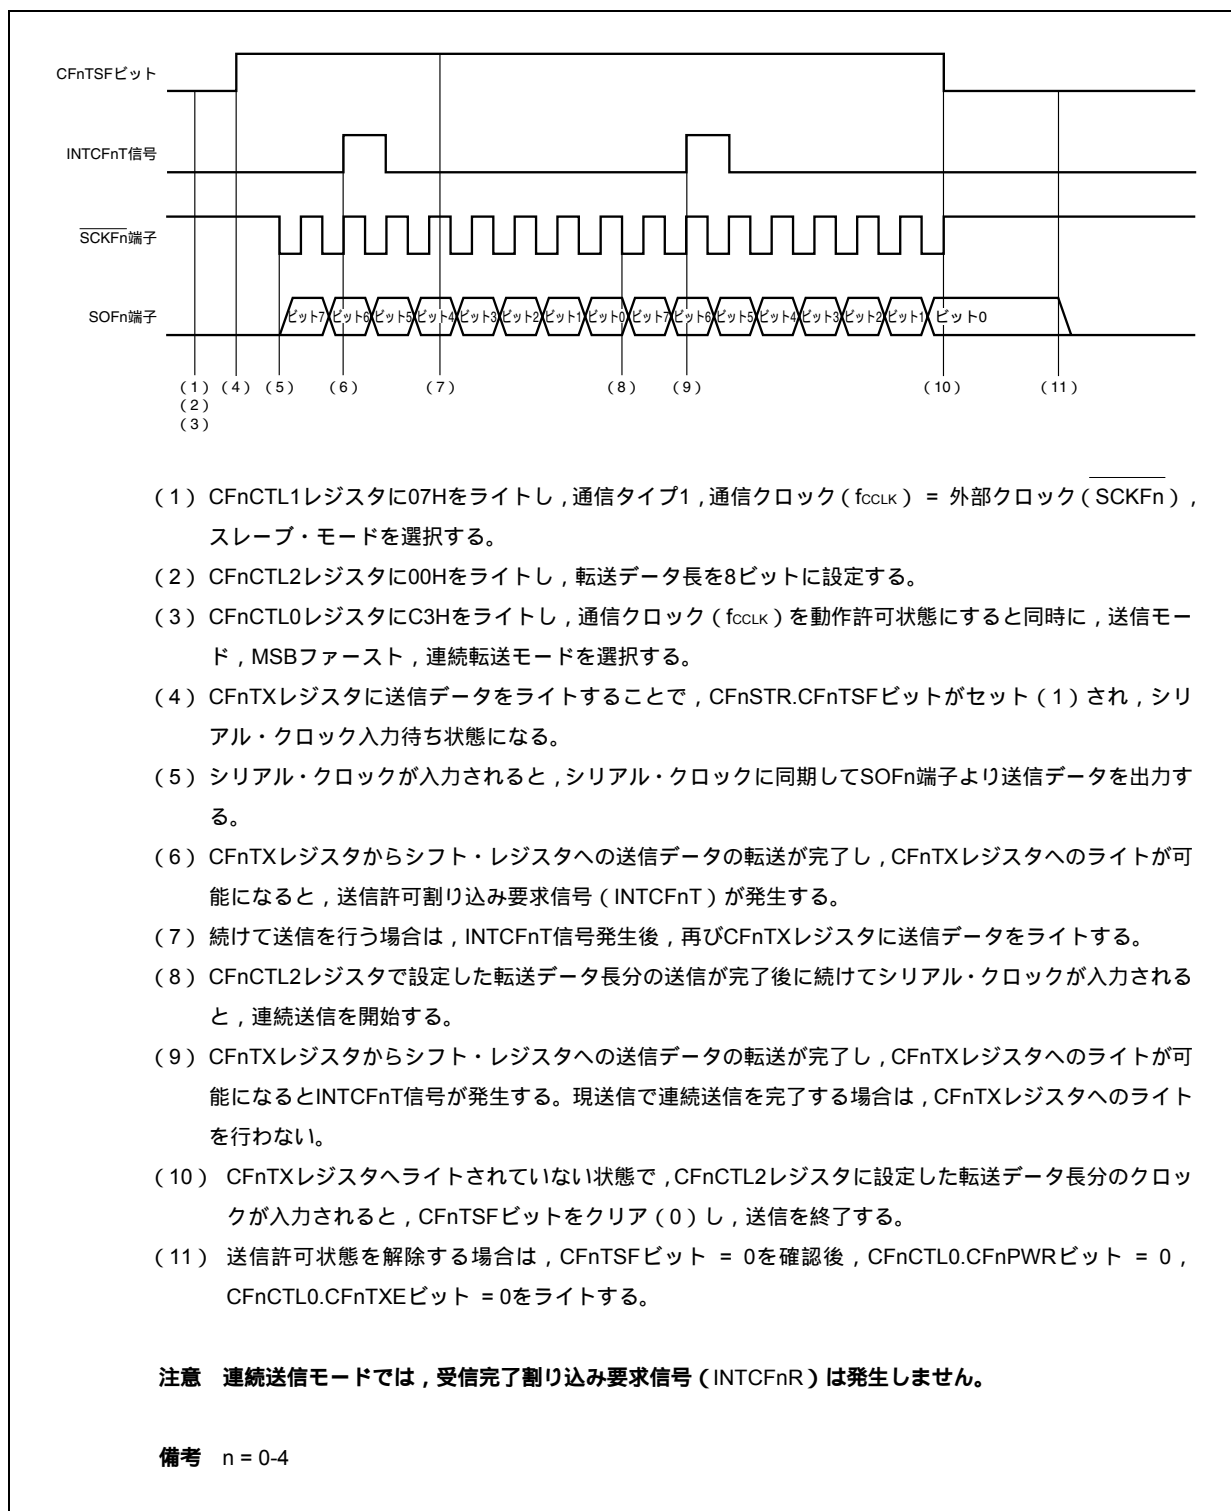 CFnTSFビット
INTCFnT信号
SCKFn端子
SOFn端子
ビット7 ビット6 ビット5 ビット4 ビット3 ビット2 ビット1 ビット0 ビット7 ビット6 ビット5 ビット4 ビット3 ビット2 ビット1 ビット0
（1）（4）（5）（6）（7）（8）（9）（10）（11）
（2）
（3）
（1）CFnCTL1レジスタに07Hをライトし，通信タイプ1，通信クロック（fCCLK）= 外部クロック（SCKFn），
スレーブ・モードを選択する。
（2）CFnCTL2レジスタに00Hをライトし，転送データ長を8ビットに設定する。
（3）CFnCTL0レジスタにC3Hをライトし，通信クロック（fCCLK）を動作許可状態にすると同時に，送信モー
ド，MSBファースト，連続転送モードを選択する。
（4）CFnTXレジスタに送信データをライトすることで，CFnSTR.CFnTSFビットがセット（1）され，シリ
アル・クロック入力待ち状態になる。
（5）シリアル・クロックが入力されると，シリアル・クロックに同期してSOFn端子より送信データを出力す
る。
（6）CFnTXレジスタからシフト・レジスタへの送信データの転送が完了し，CFnTXレジスタへのライトが可
能になると，送信許可割り込み要求信号（INTCFnT）が発生する。
（7）続けて送信を行う場合は，INTCFnT信号発生後，再びCFnTXレジスタに送信データをライトする。
（8）CFnCTL2レジスタで設定した転送データ長分の送信が完了後に続けてシリアル・クロックが入力される
と，連続送信を開始する。
（9）CFnTXレジスタからシフト・レジスタへの送信データの転送が完了し，CFnTXレジスタへのライトが可
能になるとINTCFnT信号が発生する。現送信で連続送信を完了する場合は，CFnTXレジスタへのライト
を行わない。
（10）CFnTXレジスタへライトされていない状態で，CFnCTL2レジスタに設定した転送データ長分のクロッ
クが入力されると，CFnTSFビットをクリア（0）し，送信を終了する。
（11）送信許可状態を解除する場合は，CFnTSFビット = 0を確認後，CFnCTL0.CFnPWRビット = 0，
CFnCTL0.CFnTXEビット = 0をライトする。
注意 連続送信モードでは，受信完了割り込み要求信号（INTCFnR）は発生しません。
備考 n = 0-4